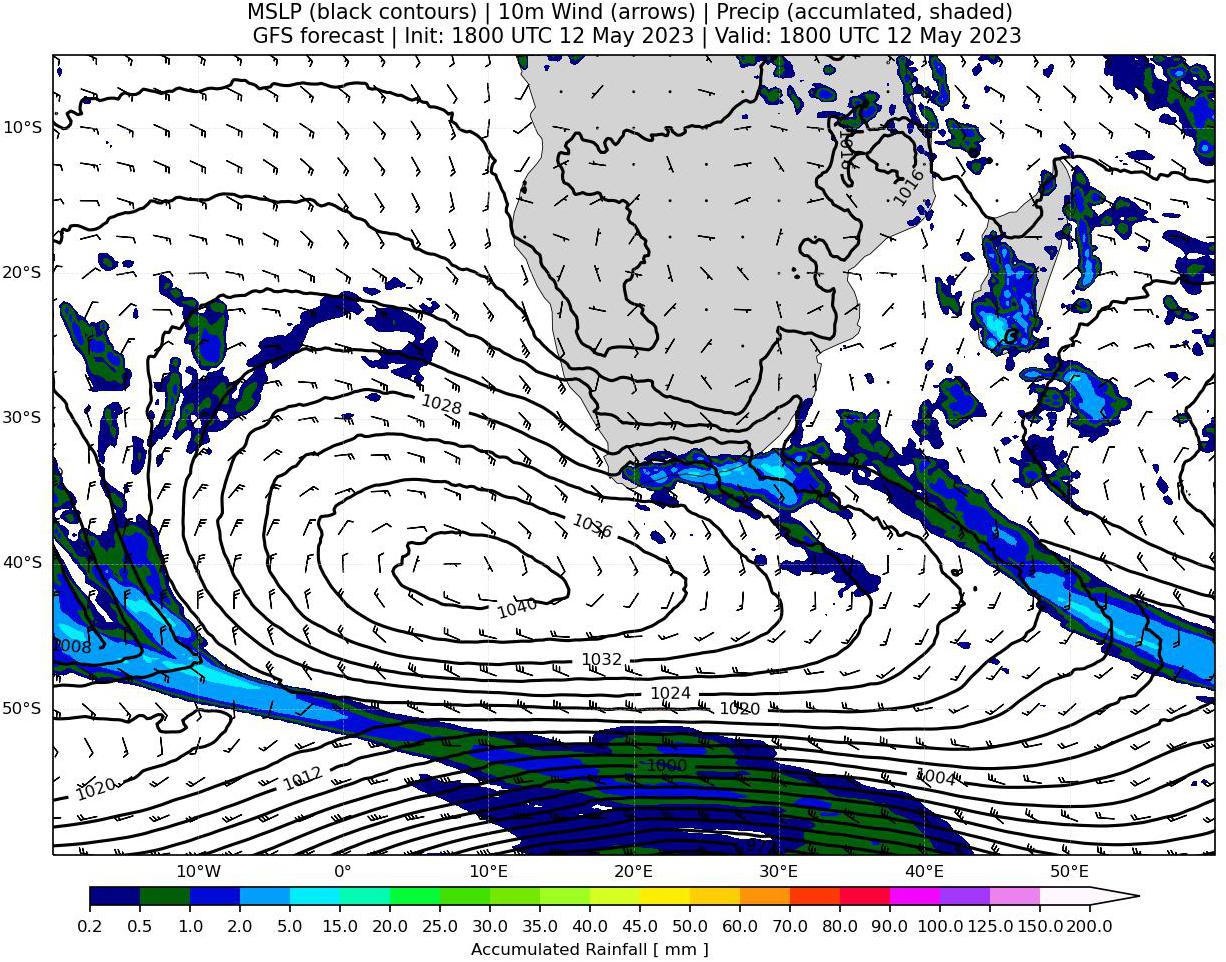 MSLP (black contours) | 10m Wind (arrows) | Precip (accumlated, shaded)
GFS forecast | Init: 1800 UTC 12 May 2023 | Valid: 1800 UTC 12 May 2023
10°S
20°S
30°S
40°S
50°S
1016
1016
1028
1036
1040
1008
1032
1024
1020
1000
1004
1012
1020
10°W
0°
10°E
20°E
30°E
40°E
50°E
0.2 0.5 1.0 2.0 5.0 10.0 15.0 20.0 25.0 30.0 35.0 40.0 45.0 50.0 60.0 70.0 80.0 90.0 100.0 125.0 150.0 200.0
Accumulated Rainfall [ mm ]